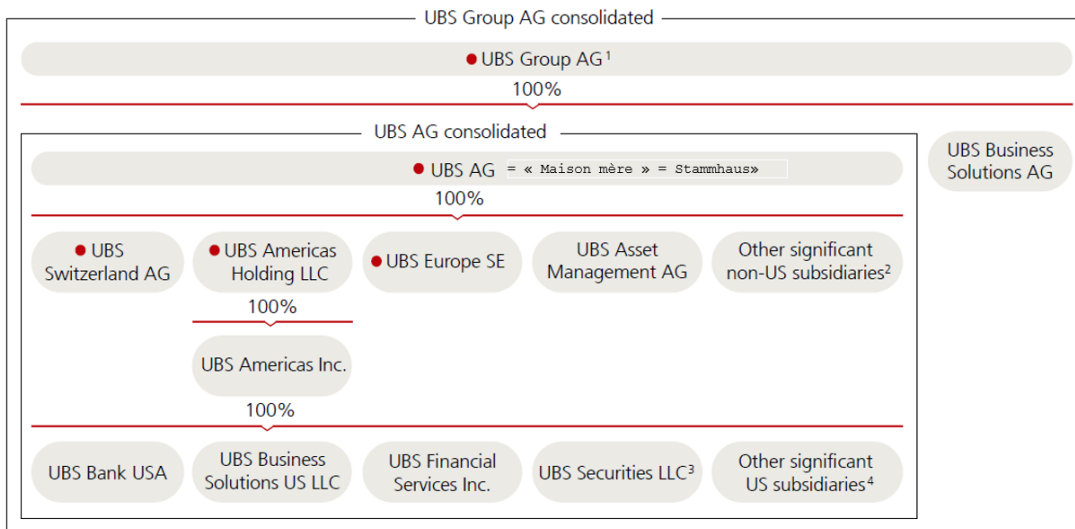 UBS Group AG consolidated
UBS Group AG¹
100%
UBS AG consolidated
UBS Business
Solutions AG
UBS AG = « Maison mère » = Stammhaus»
100%
UBS
Switzerland AG
UBS Americas
Holding LLC
UBS Europe SE
UBS Asset
Management AG
Other significant
non-US subsidiaries²
100%
UBS Americas Inc.
100%
UBS Bank USA
UBS Business
Solutions US LLC
UBS Financial
Services Inc.
UBS Securities LLC³
Other significant
US subsidiaries⁴